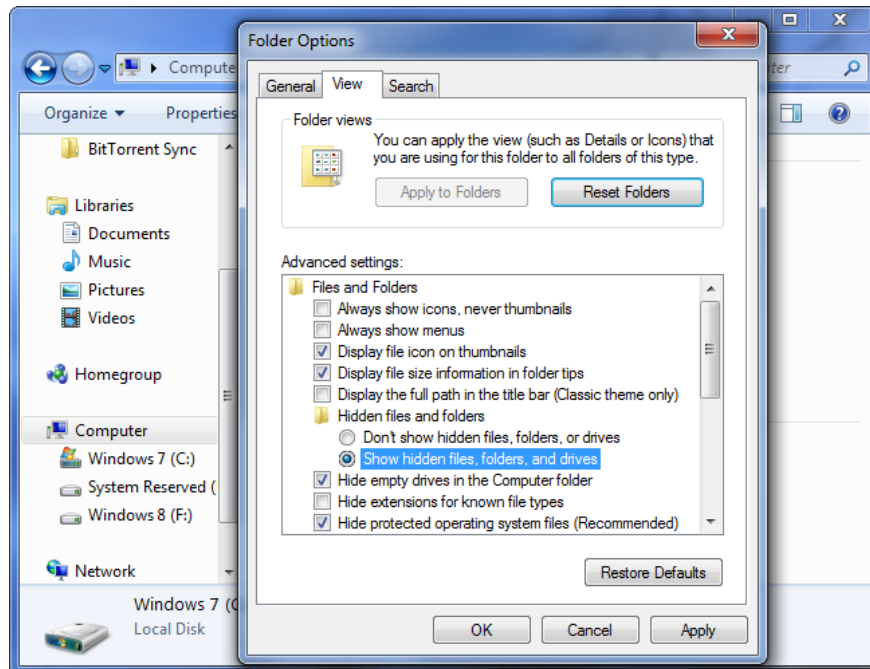 Folder Options
Compute
ter
Organize
Properties
General
View
Search
BitTorrent Sync
Libraries
Documents
Music
Pictures
Videos
Homegroup
Computer
Windows 7 (C:)
System Reserved (
Windows 8 (F:)
Network
Windows 7 (C
Local Disk
Folder views
You can apply the view (such as Details or Icons) that
you are using for this folder to all folders of this type.
Apply to Folders
Reset Folders
Advanced settings:
Files and Folders
Always show icons, never thumbnails
Always show menus
Display file icon on thumbnails
Display file size information in folder tips
Display the full path in the title bar (Classic theme only)
Hidden files and folders
Don't show hidden files, folders, or drives
Show hidden files, folders, and drives
Hide empty drives in the Computer folder
Hide extensions for known file types
Hide protected operating system files (Recommended)
Restore Defaults
OK
Cancel
Apply